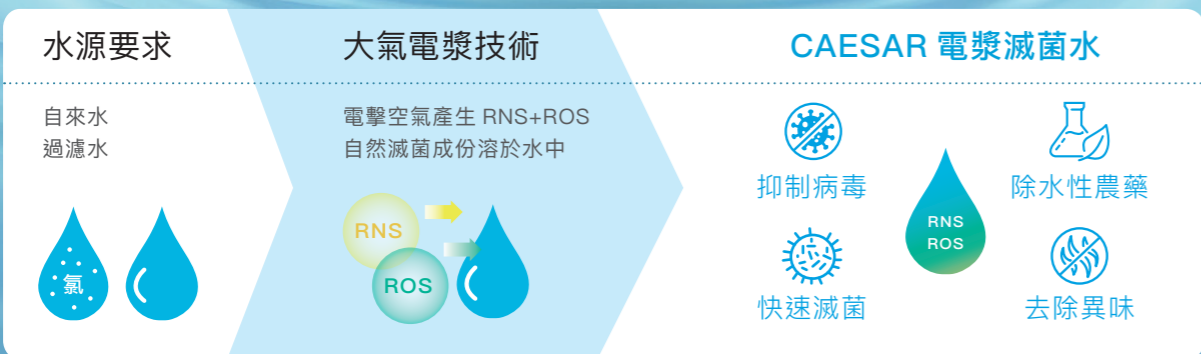 水源要求
自來水
過濾水
氯
大氣電漿技術
電擊空氣產生 RNS+ROS
自然滅菌成份溶於水中
RNS
ROS
CAESAR 電漿滅菌水
抑制病毒
快速滅菌
RNS
ROS
除水性農藥
去除異味